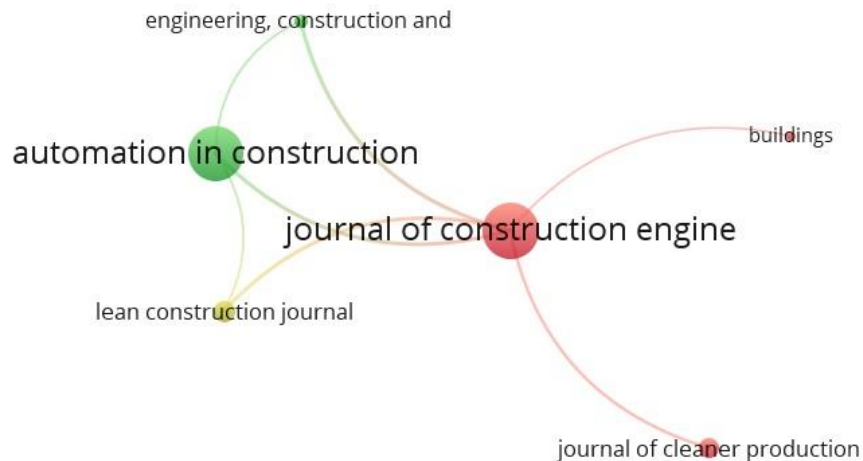 engineering, construction and
buildings
automation in construction
journal of construction engine
lean construction journal
journal of cleaner production